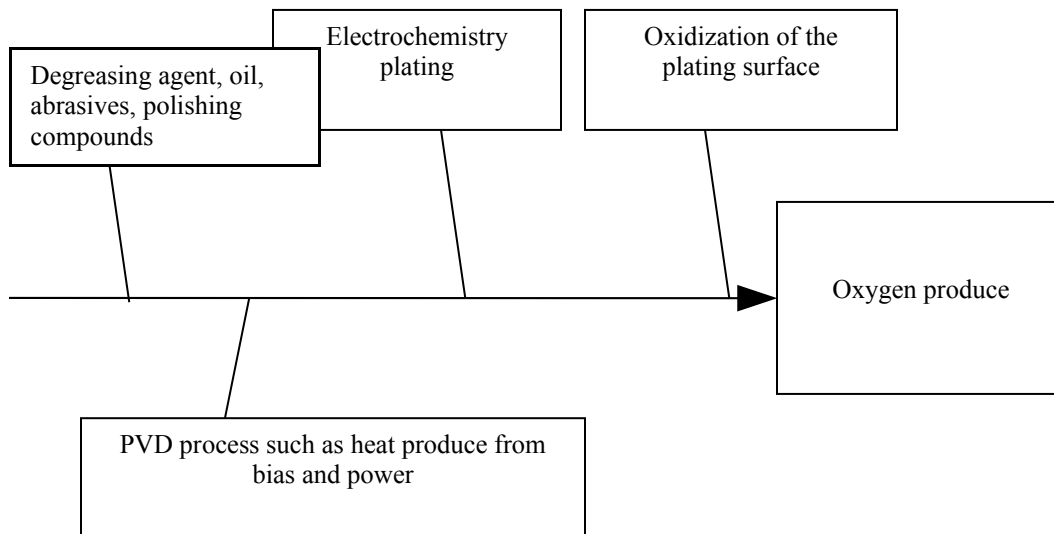 Degreasing agent, oil,
abrasives, polishing
compounds
Electrochemistry
plating
Oxidization of the
plating surface
Oxygen produce
PVD process such as heat produce from
bias and power